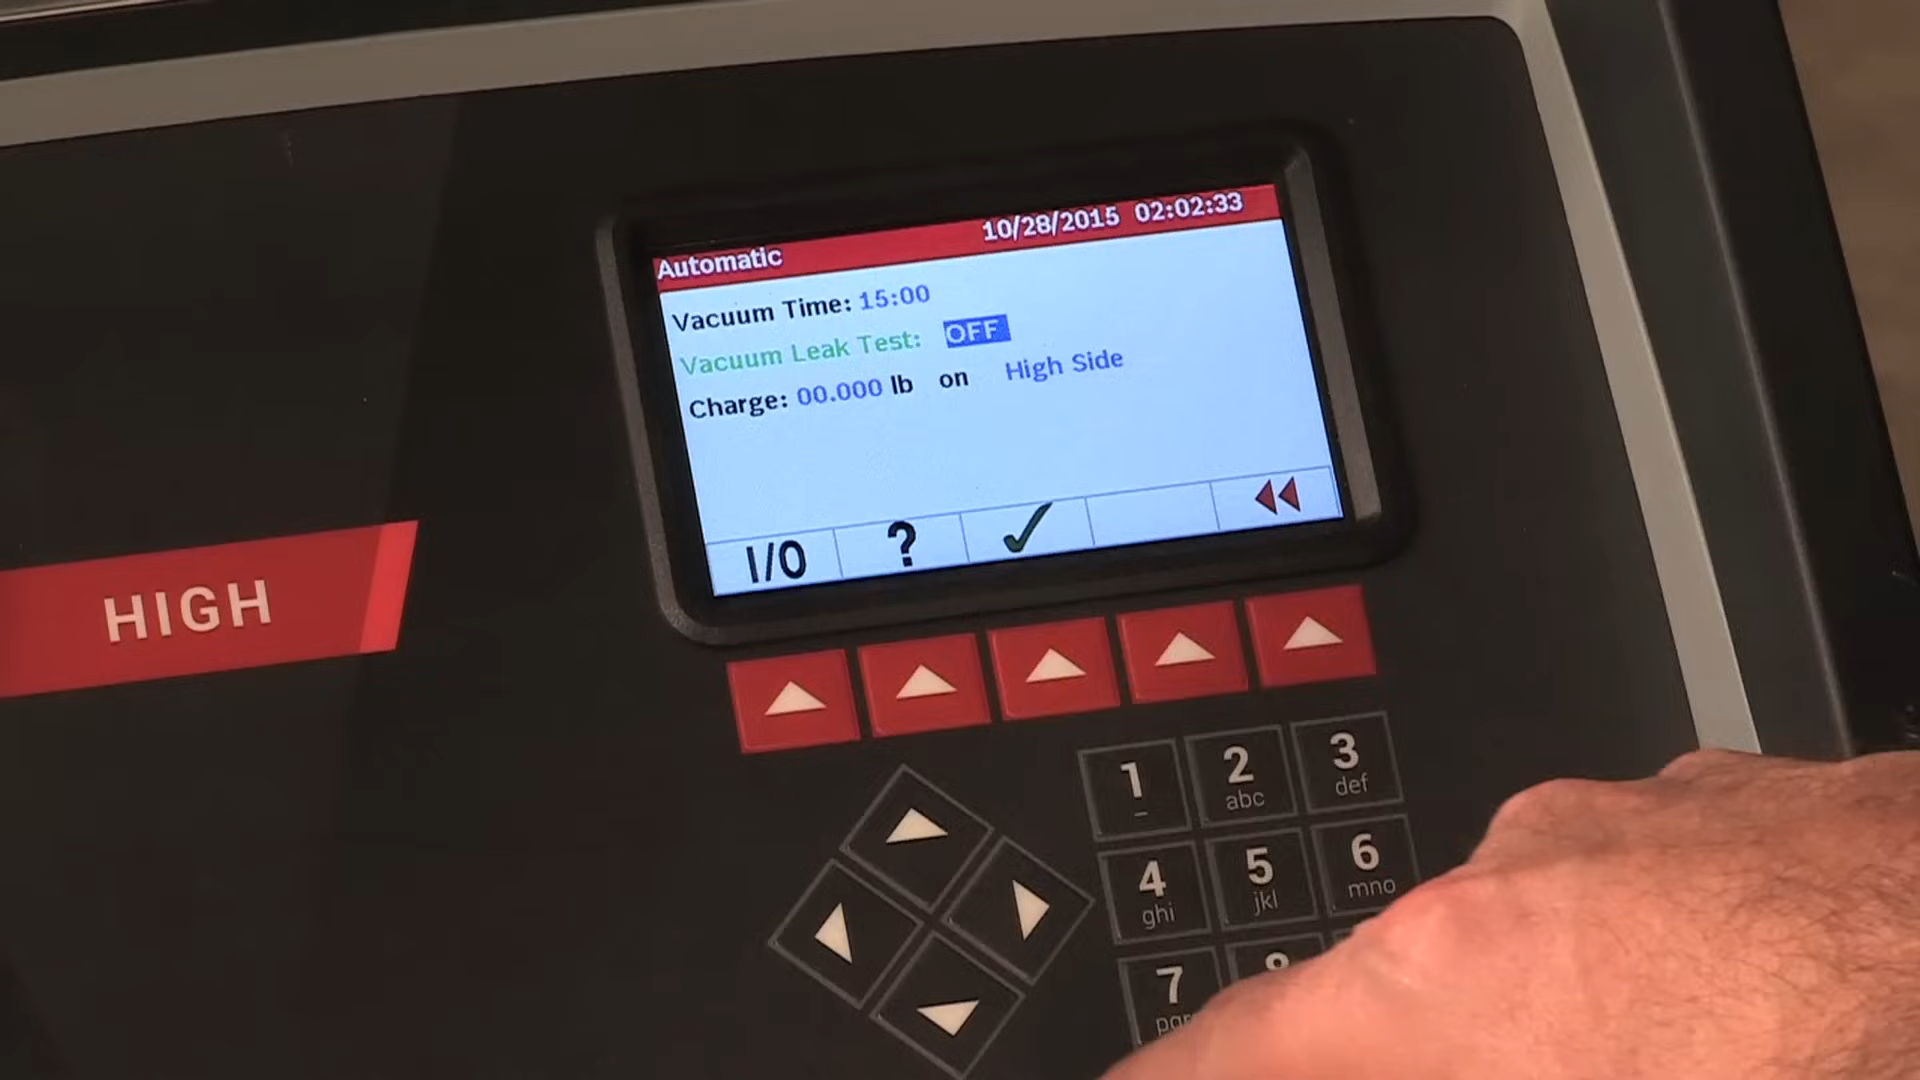 Automatic 10/28/2015 02:02:33
Vacuum Time: 15:00
Vacuum Leak Test: OFF
Charge: 00.000 lb on High Side
I/O ?
HIGH
1 2 3
_ abc def
4 5 6
ghi jkl mno
7